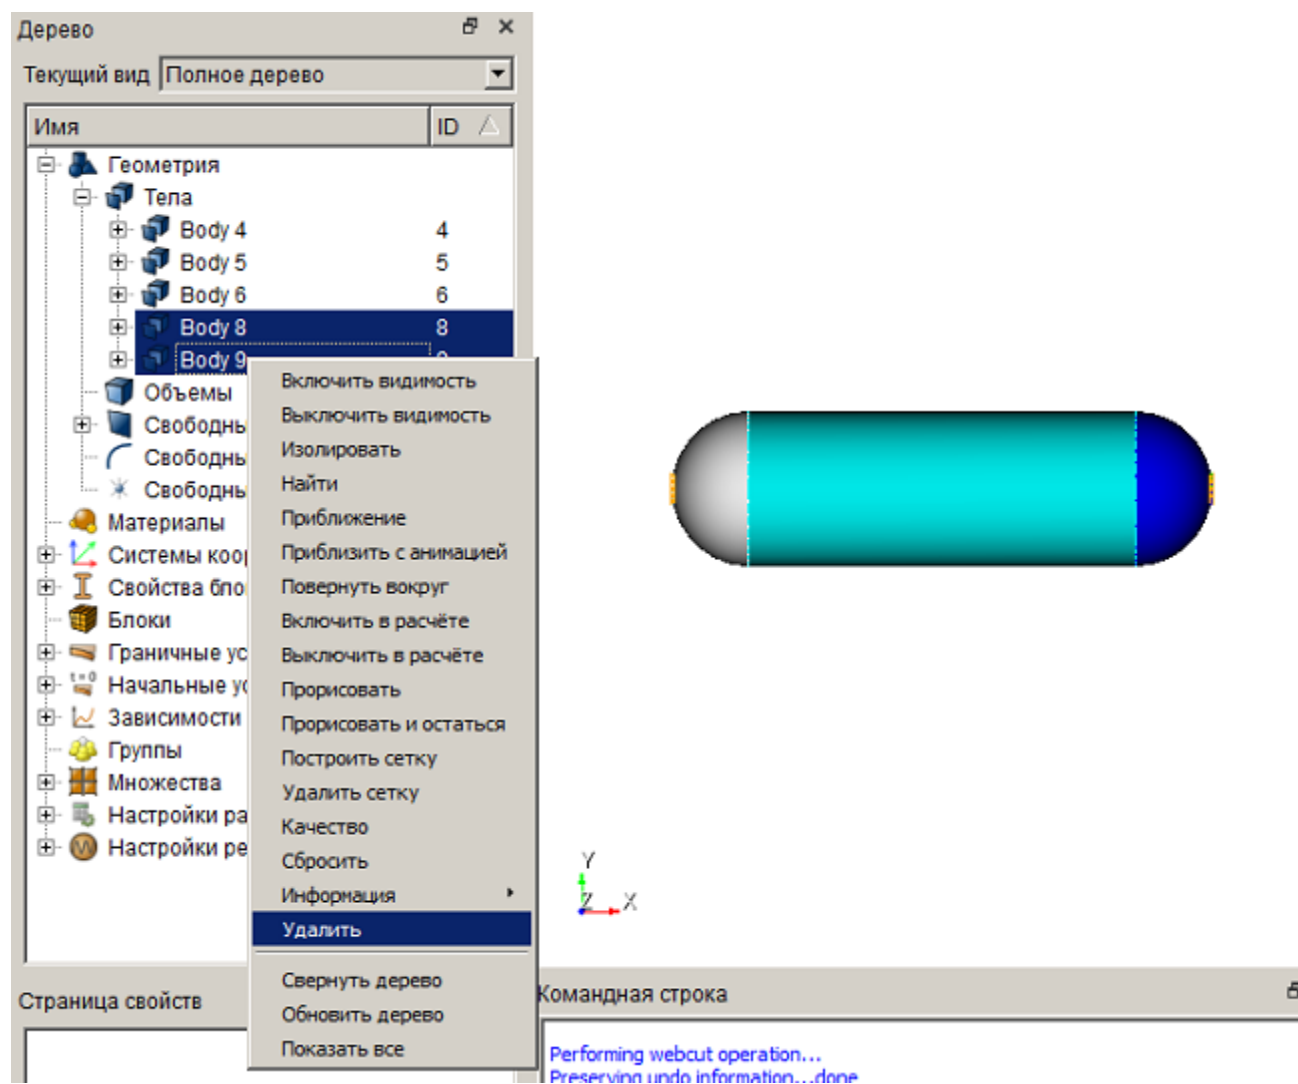 Дерево
Текущий вид Полное дерево
Имя ID
Геометрия
Тела
Body 4 4
Body 5 5
Body 6 6
Body 8 8
Body 9
Объемы
Свободны
Свободны
Свободны
Материалы
Системы коо
Свойства бло
Блоки
Граничные ус
t=0 Начальные у
Зависимости
Группы
Множества
Настройки ра
Настройки ре
Включить видимость
Выключить видимость
Изолировать
Найти
Приближение
Приблизить с анимацией
Повернуть вокруг
Включить в расчёте
Выключить в расчёте
Прорисовать
Прорисовать и остаться
Построить сетку
Удалить сетку
Качество
Сбросить
Информация
Удалить
Свернуть дерево
Обновить дерево
Показать все
Y
Z X
Страница свойств
Командная строка
Performing webcut operation...
Preserving undo information...done